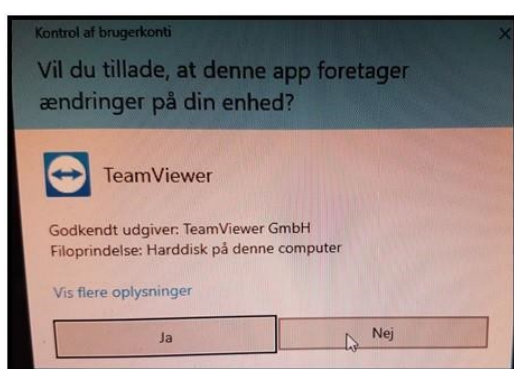 Kontrol af brugerkonti
Vil du tillade, at denne app foretager
ændringer på din enhed?
TeamViewer
Godkendt udgiver: TeamViewer GmbH
Filoprindelse: Harddisk på denne computer
Vis flere oplysninger
Ja
Nej